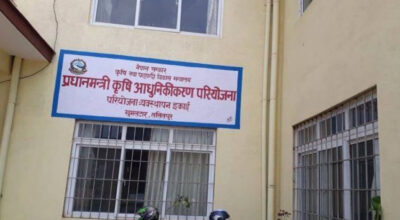 नेपाल सरकार
कृषि तथा पशुपन्छी विकास मन्त्रालय
प्रधानमन्त्री कृषि आधुनिकीकरण परियोजना
परियोजना व्यवस्थापन इकाई
खुमलटार, ललितपुर